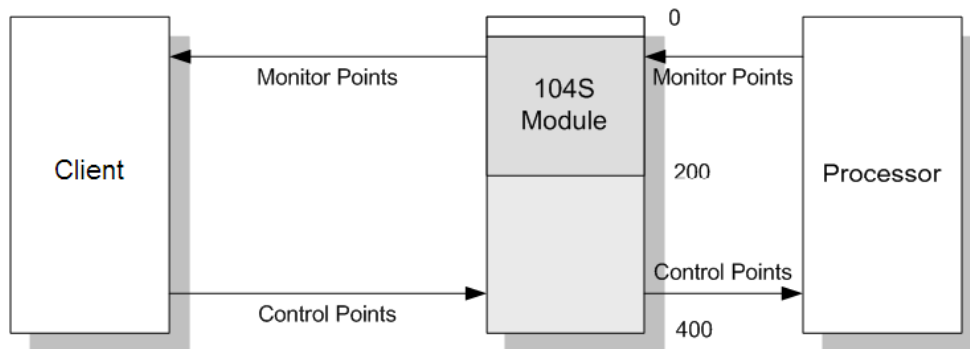 0
Monitor Points
Monitor Points
104S
Module
Client
200
Processor
Control Points
Control Points
400